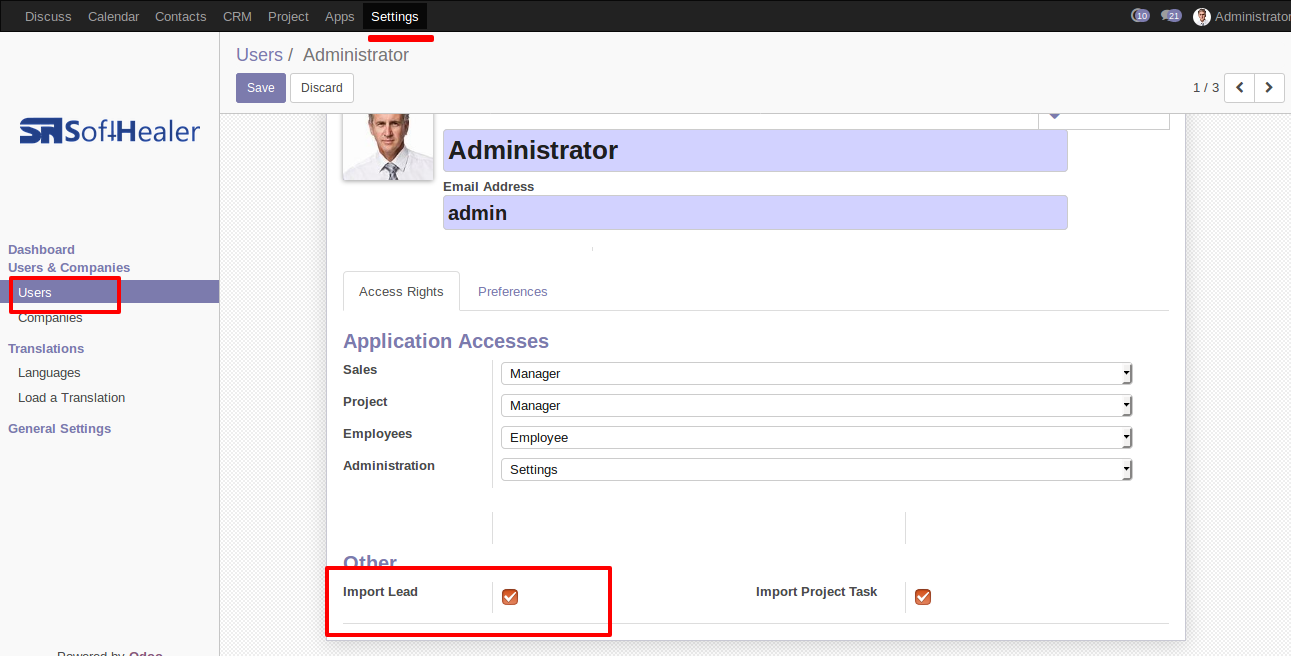 Discuss Calendar Contacts CRM Project Apps Settings 10 21 Administrator
Users / Administrator
Save Discard 1 / 3
SoftHealer
Administrator
Email Address
admin
Dashboard
Users & Companies
Users
Companies
Translations
Languages
Load a Translation
General Settings
Powered by Odoo
Access Rights Preferences
Application Accesses
Sales Manager
Project Manager
Employees Employee
Administration Settings
Other
Import Lead Import Project Task